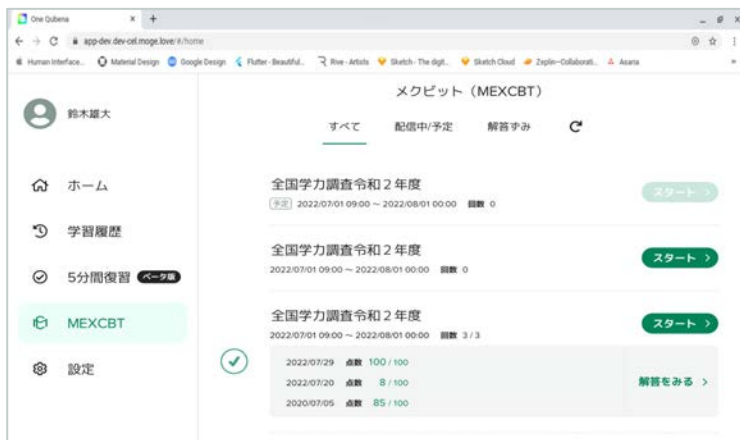 One Qubena
app-dev.dev-cel.moge.love/#/home
Human Interface... Material Design Google Design Flutter - Beautiful... Rive - Artists Sketch - The digit... Sketch Cloud Zeplin—Collaborati... Asana
鈴木雄大
ホーム
学習履歴
5分間復習 ベータ版
MEXCBT
設定
メクビット（MEXCBT）
すべて 配信中/予定 解答ずみ
全国学力調査令和２年度
予定 2022/07/01 09:00 ~ 2022/08/01 00:00 回数 0
スタート
全国学力調査令和２年度
2022/07/01 09:00 ~ 2022/08/01 00:00 回数 0
スタート
全国学力調査令和２年度
2022/07/01 09:00 ~ 2022/08/01 00:00 回数 3 / 3
スタート
2022/07/29 点数 100 / 100
2022/07/20 点数 8 / 100
2020/07/05 点数 85 / 100
解答をみる